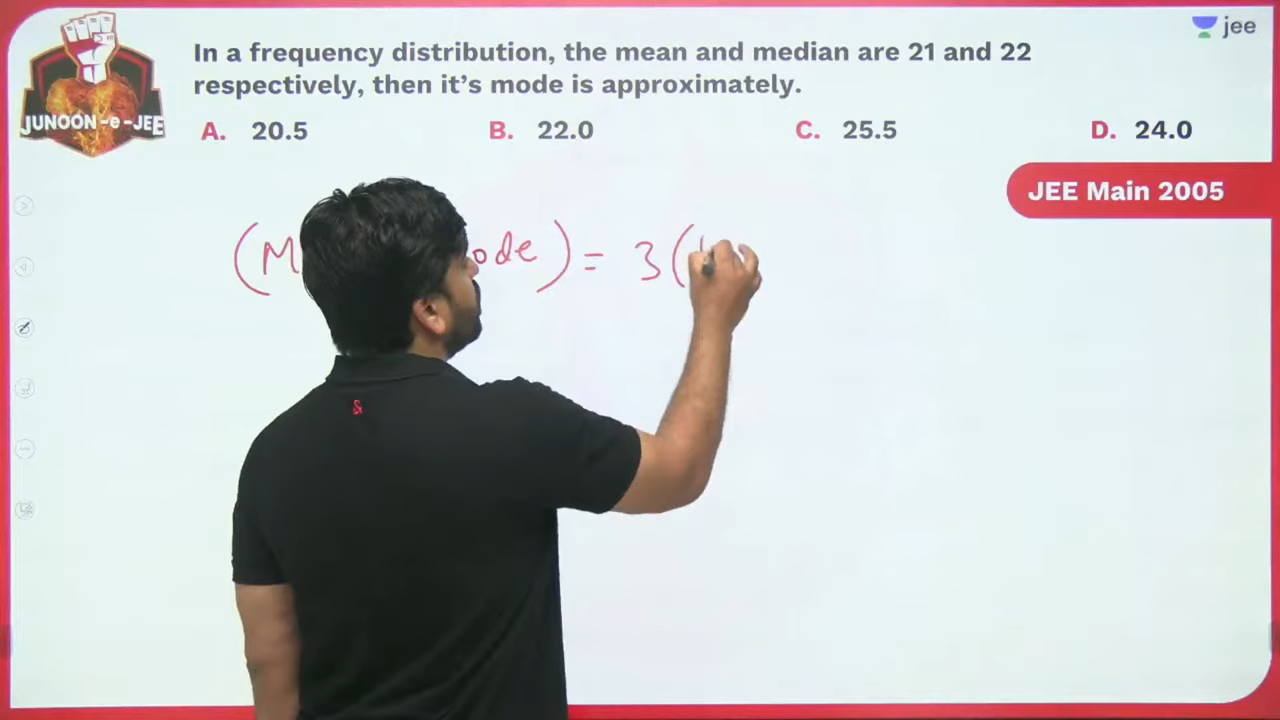 jee
In a frequency distribution, the mean and median are 21 and 22
respectively, then it's mode is approximately.
JUNOON-e-JEE
A. 20.5 B. 22.0 C. 25.5 D. 24.0
JEE Main 2005
= 3 (